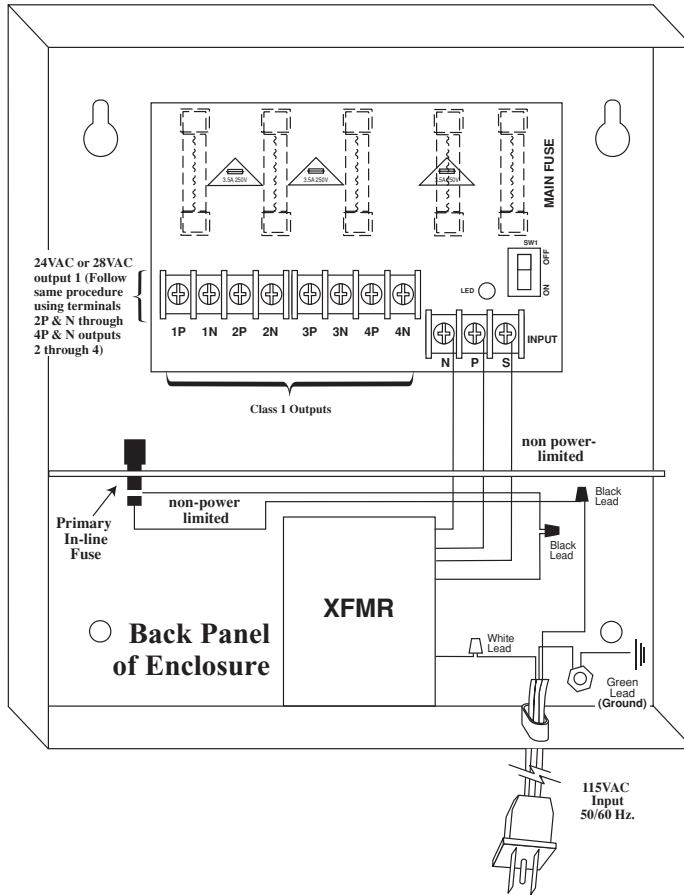 3.5A 250V
3.5A 250V
3.5A 250V
MAIN FUSE
SW1
OFF
ON
LED
24VAC or 28VAC
output 1 (Follow
same procedure
using terminals
2P & N through
4P & N outputs
2 through 4)
1P 1N 2P 2N 3P 3N 4P 4N
INPUT
N P S
Class 1 Outputs
non power-
limited
non-power
limited
Primary
In-line
Fuse
Black
Lead
Black
Lead
XFMR
Back Panel
of Enclosure
White
Lead
Green
Lead
(Ground)
115VAC
Input
50/60 Hz.